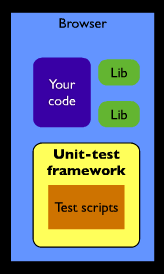 Browser
Your
code
Lib
Lib
Unit-test
framework
Test scripts